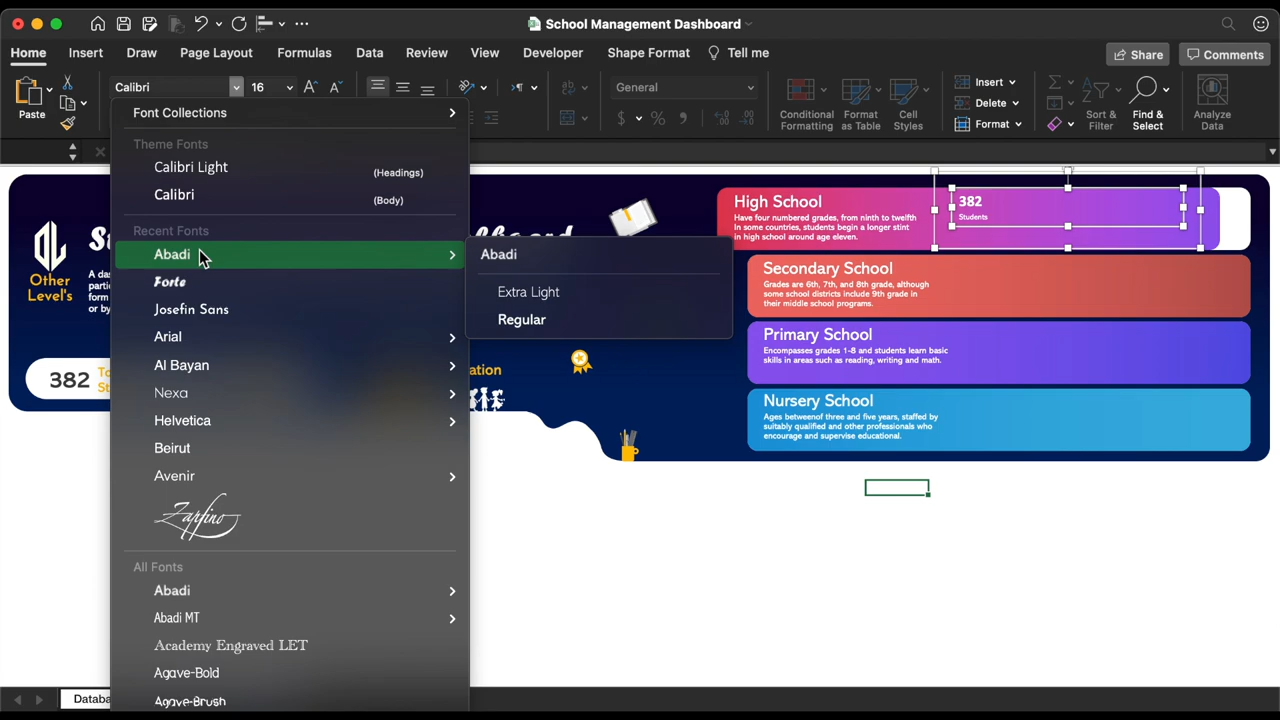 School Management Dashboard
Home Insert Draw Page Layout Formulas Data Review View Developer Shape Format Tell me Share Comments
Paste
Calibri 16
General
Conditional Formatting
Format as Table
Cell Styles
Insert
Delete
Format
Sort & Filter
Find & Select
Analyze Data
Font Collections
Theme Fonts
Calibri Light (Headings)
Calibri (Body)
Recent Fonts
Abadi
Forte
Josefin Sans
Arial
Al Bayan
Nexa
Helvetica
Beirut
Avenir
Zapfino
All Fonts
Abadi
Abadi MT
Academy Engraved LET
Agave-Bold
Agave-Brush
Abadi
Extra Light
Regular
OL
Other
Level's
382
High School
Have four numbered grades, from ninth to twelfth
In some countries, students begin a longer stint
in high school around age eleven.
382
Students
Secondary School
Grades are 6th, 7th, and 8th grade, although
some school districts include 9th grade in
their middle school programs.
Primary School
Encompasses grades 1-8 and students learn basic
skills in areas such as reading, writing and math.
Nursery School
Ages betweenof three and five years, staffed by
suitably qualified and other professionals who
encourage and supervise educational.